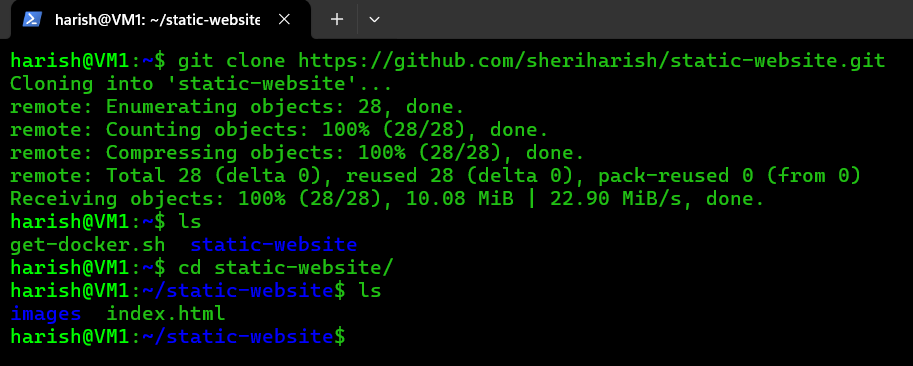 harish@VM1: ~/static-website
harish@VM1:~$ git clone https://github.com/sheriharish/static-website.git
Cloning into 'static-website'...
remote: Enumerating objects: 28, done.
remote: Counting objects: 100% (28/28), done.
remote: Compressing objects: 100% (28/28), done.
remote: Total 28 (delta 0), reused 28 (delta 0), pack-reused 0 (from 0)
Receiving objects: 100% (28/28), 10.08 MiB | 22.90 MiB/s, done.
harish@VM1:~$ ls
get-docker.sh  static-website
harish@VM1:~$ cd static-website/
harish@VM1:~/static-website$ ls
images  index.html
harish@VM1:~/static-website$